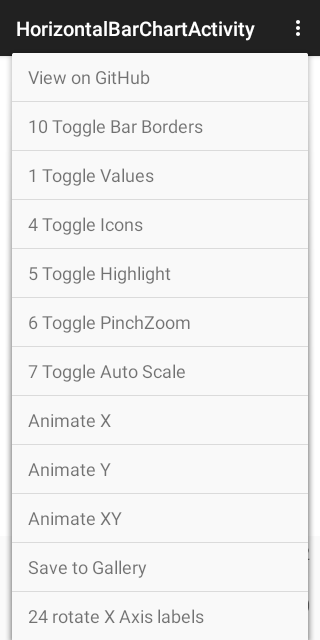 HorizontalBarChartActivity
View on GitHub
10 Toggle Bar Borders
1 Toggle Values
4 Toggle Icons
5 Toggle Highlight
6 Toggle PinchZoom
7 Toggle Auto Scale
Animate X
Animate Y
Animate XY
Save to Gallery
24 rotate X Axis labels